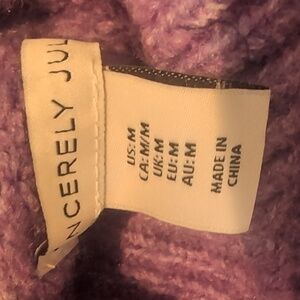 NCERELY JUL
US: M
CA: M/M
UK: M
EU: M
AU: M
MADE IN
CHINA